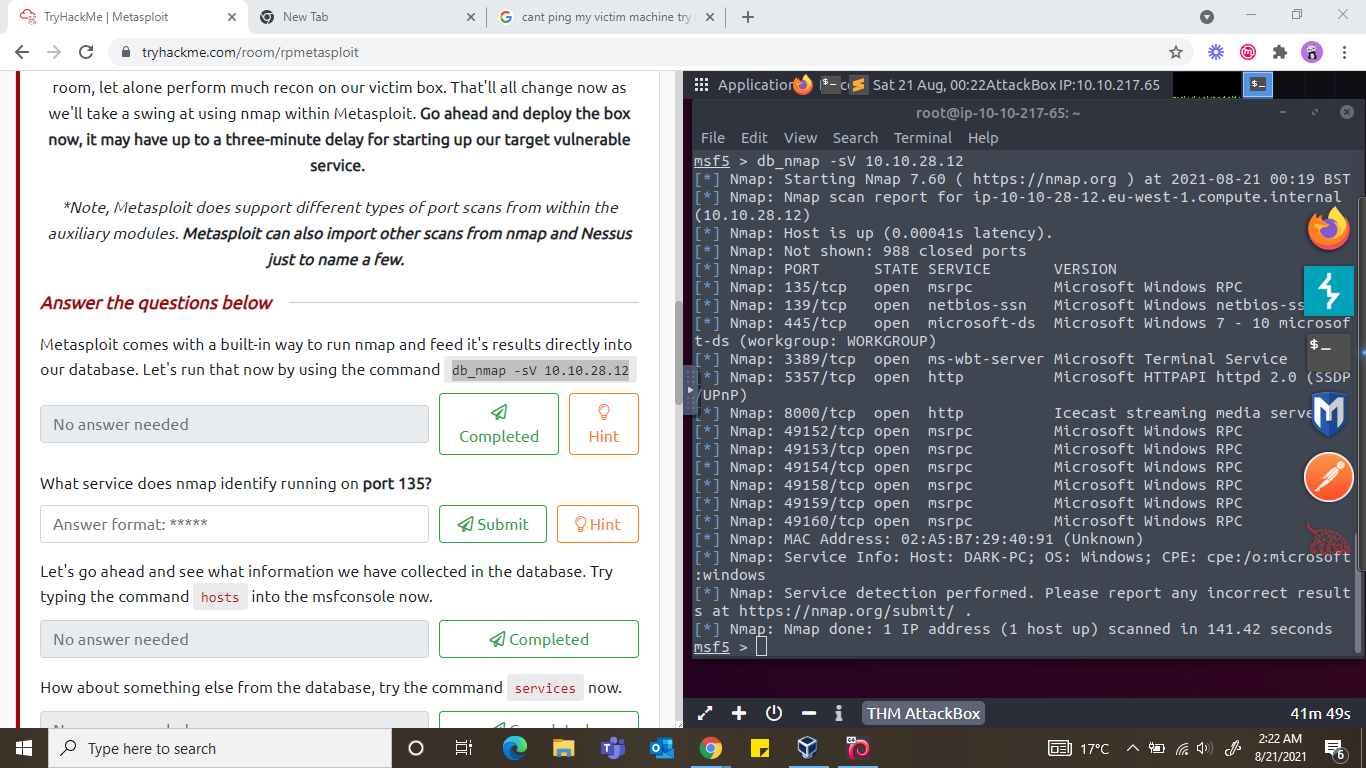 TryHackMe | Metasploit
New Tab
cant ping my victim machine try
tryhackme.com/room/rpmetasploit
room, let alone perform much recon on our victim box. That'll all change now as
we'll take a swing at using nmap within Metasploit. Go ahead and deploy the box
now, it may have up to a three-minute delay for starting up our target vulnerable
service.
*Note, Metasploit does support different types of port scans from within the
auxiliary modules. Metasploit can also import other scans from nmap and Nessus
just to name a few.
Answer the questions below
Metasploit comes with a built-in way to run nmap and feed it's results directly into
our database. Let's run that now by using the command db_nmap -sV 10.10.28.12
No answer needed
Completed
Hint
What service does nmap identify running on port 135?
Answer format: *****
Submit
Hint
Let's go ahead and see what information we have collected in the database. Try
typing the command hosts into the msfconsole now.
No answer needed
Completed
How about something else from the database, try the command services now.
Application
Sat 21 Aug, 00:22 AttackBox IP:10.10.217.65
root@ip-10-10-217-65: ~
File Edit View Search Terminal Help
msf5 > db_nmap -sV 10.10.28.12
[*] Nmap: Starting Nmap 7.60 ( https://nmap.org ) at 2021-08-21 00:19 BST
[*] Nmap: Nmap scan report for ip-10-10-28-12.eu-west-1.compute.internal
(10.10.28.12)
[*] Nmap: Host is up (0.00041s latency).
[*] Nmap: Not shown: 988 closed ports
[*] Nmap: PORT STATE SERVICE VERSION
[*] Nmap: 135/tcp open msrpc Microsoft Windows RPC
[*] Nmap: 139/tcp open netbios-ssn Microsoft Windows netbios-ss
[*] Nmap: 445/tcp open microsoft-ds Microsoft Windows 7 - 10 microsof
t-ds (workgroup: WORKGROUP)
[*] Nmap: 3389/tcp open ms-wbt-server Microsoft Terminal Service
[*] Nmap: 5357/tcp open http Microsoft HTTPAPI httpd 2.0 (SSDP
/UPnP)
[*] Nmap: 8000/tcp open http Icecast streaming media serve
[*] Nmap: 49152/tcp open msrpc Microsoft Windows RPC
[*] Nmap: 49153/tcp open msrpc Microsoft Windows RPC
[*] Nmap: 49154/tcp open msrpc Microsoft Windows RPC
[*] Nmap: 49158/tcp open msrpc Microsoft Windows RPC
[*] Nmap: 49159/tcp open msrpc Microsoft Windows RPC
[*] Nmap: 49160/tcp open msrpc Microsoft Windows RPC
[*] Nmap: MAC Address: 02:A5:B7:29:40:91 (Unknown)
[*] Nmap: Service Info: Host: DARK-PC; OS: Windows; CPE: cpe:/o:microsoft
:windows
[*] Nmap: Service detection performed. Please report any incorrect result
s at https://nmap.org/submit/ .
[*] Nmap: Nmap done: 1 IP address (1 host up) scanned in 141.42 seconds
msf5 >
THM AttackBox
41m 49s
Type here to search
17°C
2:22 AM
8/21/2021
6